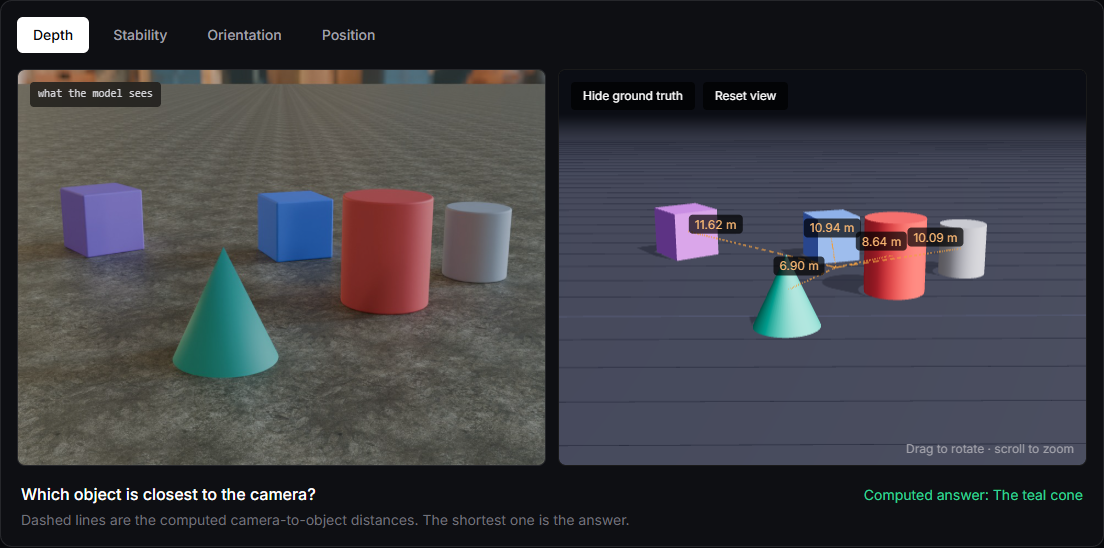 Depth Stability Orientation Position
what the model sees
Hide ground truth Reset view
11.62 m
10.94 m
8.64 m
10.09 m
6.90 m
Drag to rotate · scroll to zoom
Which object is closest to the camera?
Computed answer: The teal cone
Dashed lines are the computed camera-to-object distances. The shortest one is the answer.